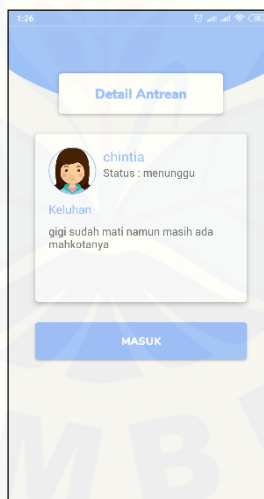 1:26
Detail Antrean
chintia
Status : menunggu
Keluhan
gigi sudah mati namun masih ada
mahkotanya
MASUK